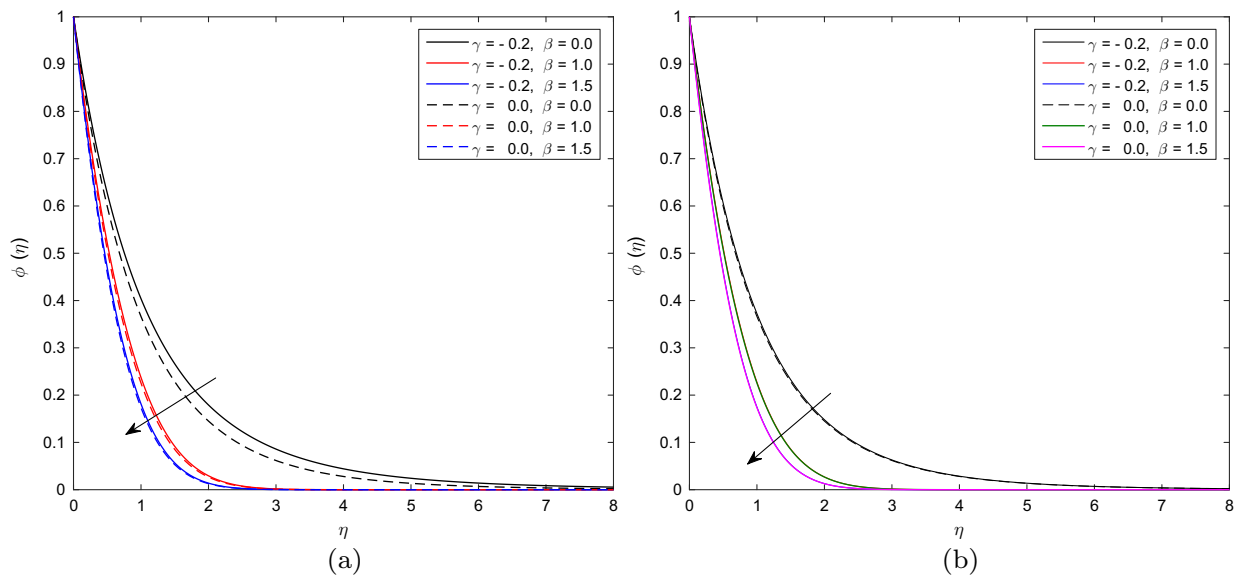 1
0.9
0.8
0.7
0.6
0.5
0.4
0.3
0.2
0.1
0
ϕ (η)
0 1 2 3 4 5 6 7 8
η
γ = - 0.2, β = 0.0
γ = - 0.2, β = 1.0
γ = - 0.2, β = 1.5
γ = 0.0, β = 0.0
γ = 0.0, β = 1.0
γ = 0.0, β = 1.5
(a)
1
0.9
0.8
0.7
0.6
0.5
0.4
0.3
0.2
0.1
0
ϕ (η)
0 1 2 3 4 5 6 7 8
η
γ = - 0.2, β = 0.0
γ = - 0.2, β = 1.0
γ = - 0.2, β = 1.5
γ = 0.0, β = 0.0
γ = 0.0, β = 1.0
γ = 0.0, β = 1.5
(b)